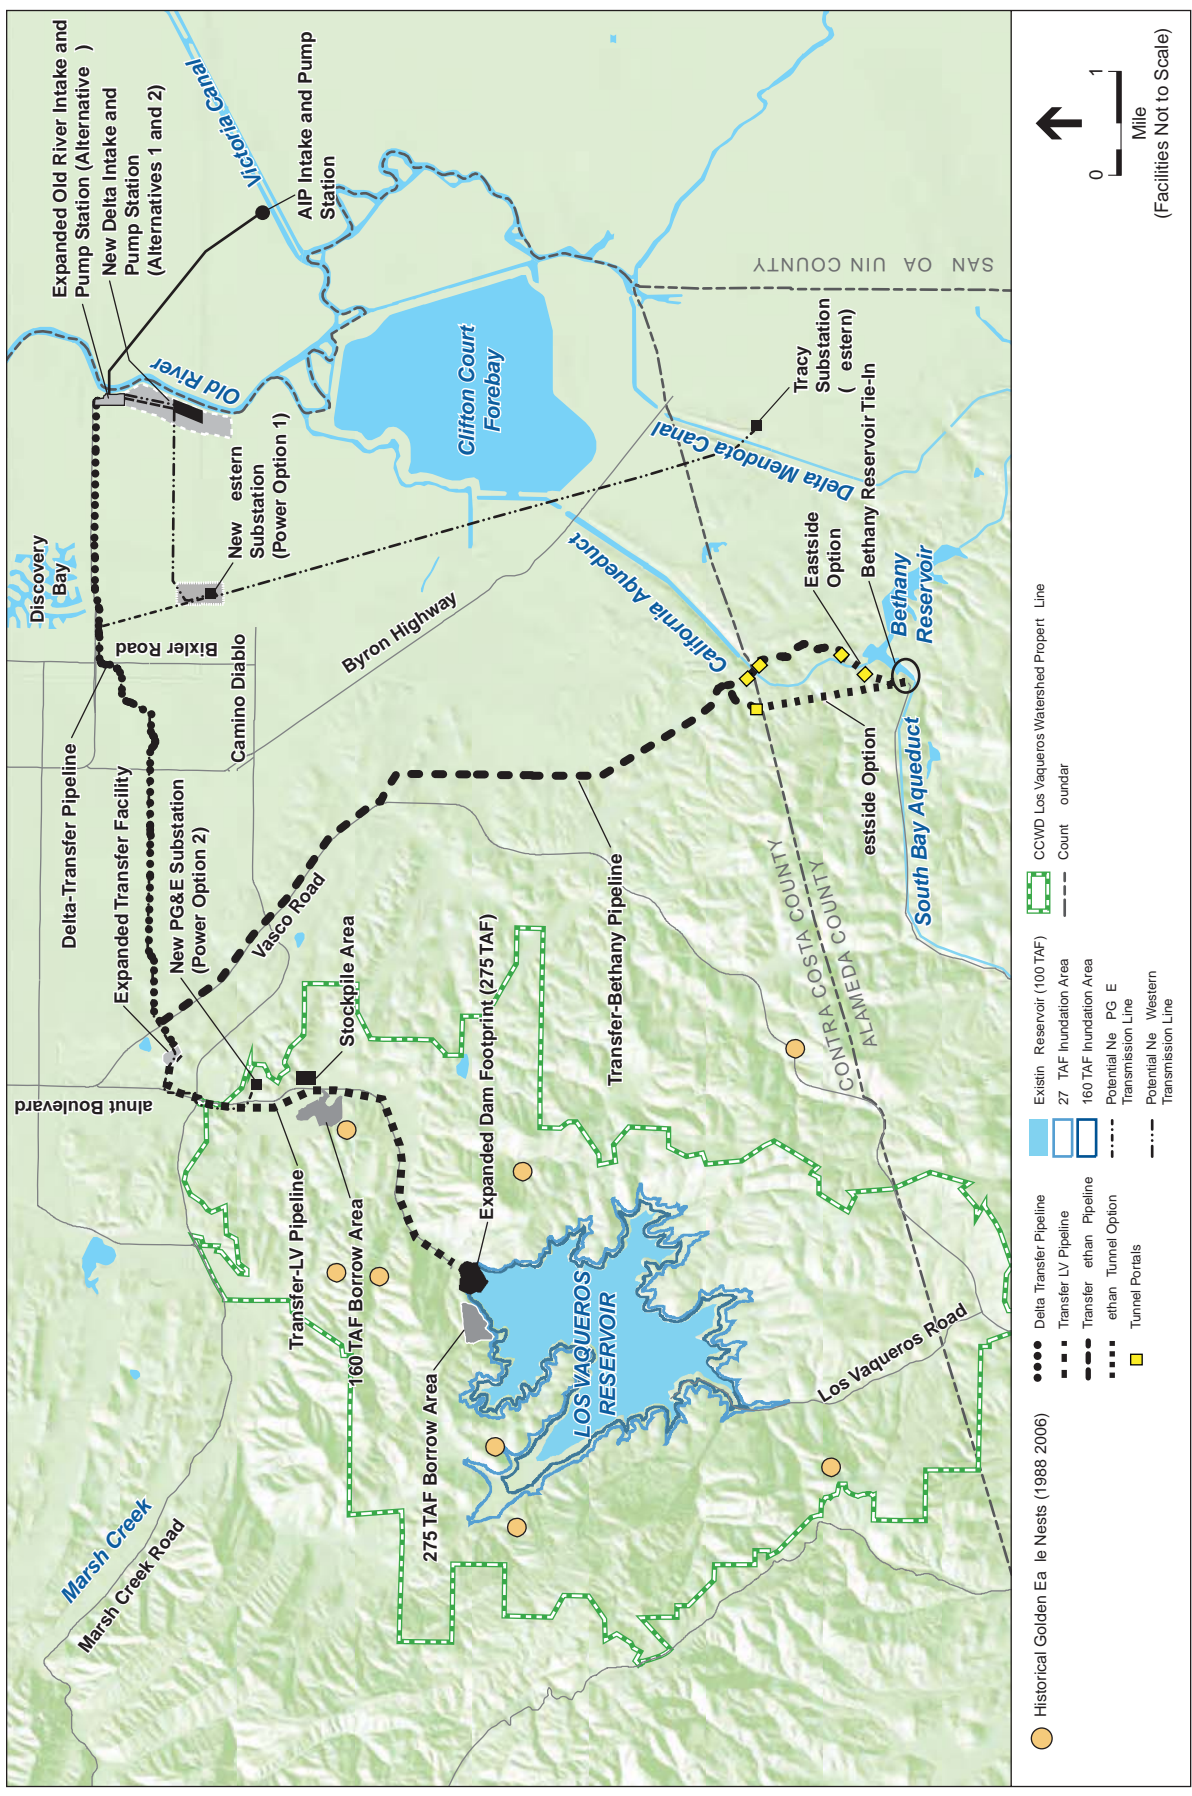 Expanded Old River Intake and
Pump Station (Alternative )
New Delta Intake and
Pump Station
(Alternatives 1 and 2)
Victoria Canal
AIP Intake and Pump
Station
Old River
Discovery
Bay
New estern
Substation
(Power Option 1)
Clifton Court
Forebay
SAN OA UIN COUNTY
Tracy
Substation
( estern)
Delta Mendota Canal
Bethany Reservoir Tie-In
Eastside
Option
Bethany
Reservoir
California Aqueduct
Byron Highway
Bixler Road
Camino Diablo
Delta-Transfer Pipeline
Expanded Transfer Facility
New PG&E Substation
(Power Option 2)
Vasco Road
Stockpile Area
estside Option
South Bay Aqueduct
Transfer-Bethany Pipeline
CONTRA COSTA COUNTY
ALAMEDA COUNTY
alnut Boulevard
Transfer-LV Pipeline
160 TAF Borrow Area
Expanded Dam Footprint (275 TAF)
275 TAF Borrow Area
LOS VAQUEROS
RESERVOIR
Los Vaqueros Road
Marsh Creek
Marsh Creek Road
Historical Golden Ea le Nests (1988 2006)
Delta Transfer Pipeline
Transfer LV Pipeline
Transfer ethan Pipeline
ethan Tunnel Option
Tunnel Portals
Existin Reservoir (100 TAF)
27 TAF Inundation Area
160 TAF Inundation Area
Potential Ne PG E
Transmission Line
Potential Ne Western
Transmission Line
CCWD Los Vaqueros Watershed Propert Line
Count oundar
0 1
Mile
(Facilities Not to Scale)